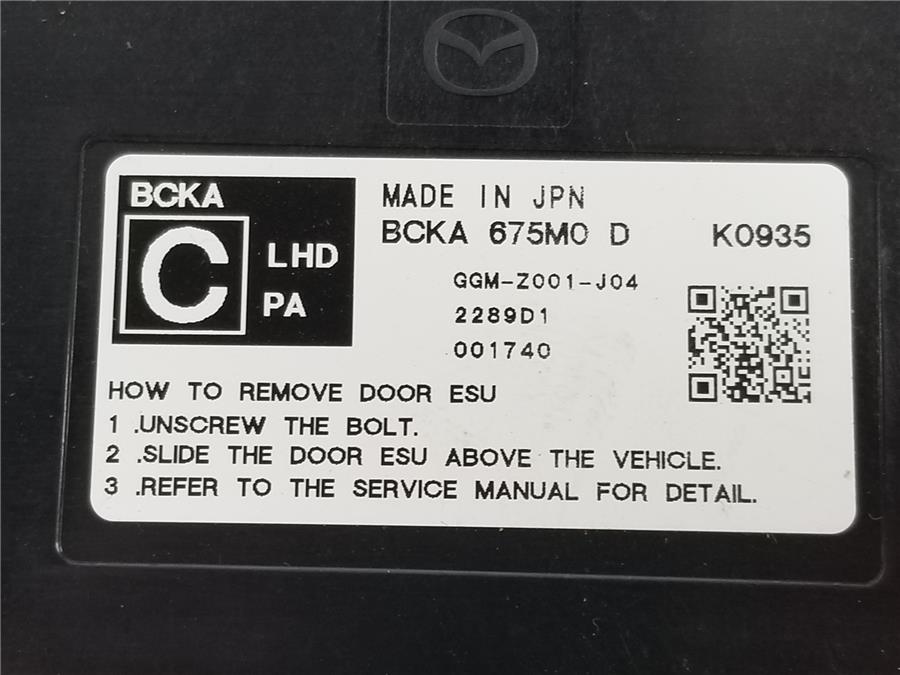 BCKA
C
LHD
PA
MADE IN JPN
BCKA 675M0 D K0935
GGM-Z001-J04
2289D1
001740
HOW TO REMOVE DOOR ESU
1 .UNSCREW THE BOLT.
2 .SLIDE THE DOOR ESU ABOVE THE VEHICLE.
3 .REFER TO THE SERVICE MANUAL FOR DETAIL.